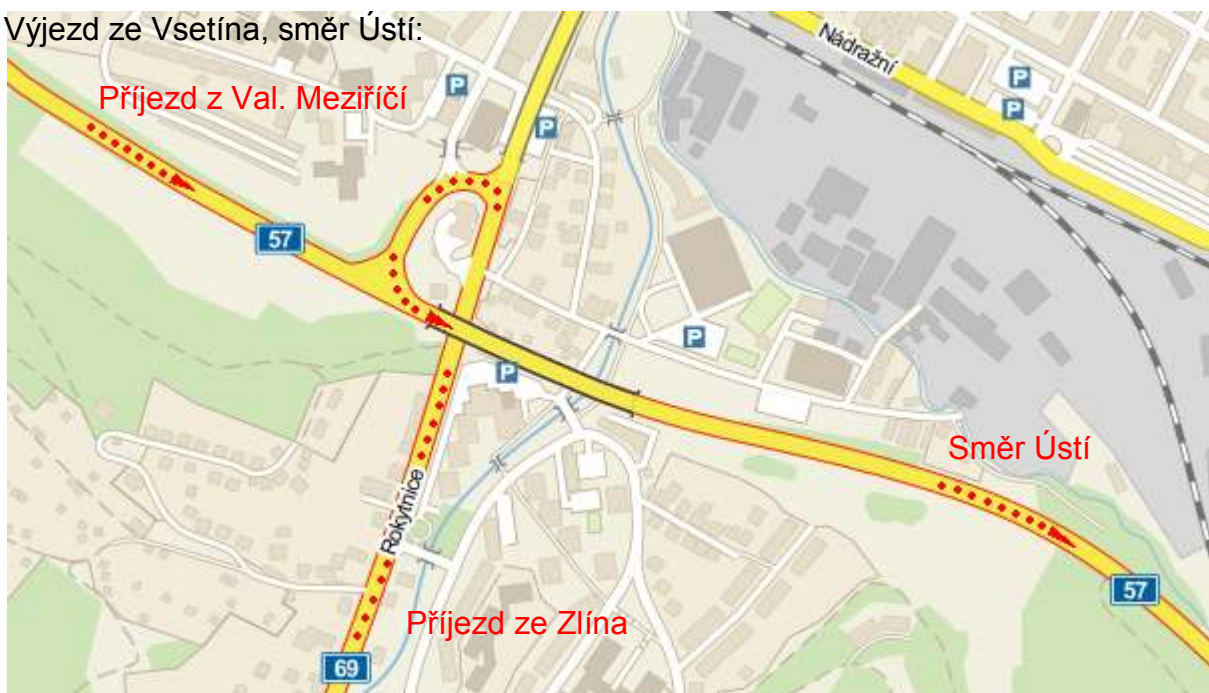 Výjezd ze Vsetína, směr Ústí:
Nádražní
P
P
P
Příjezd z Val. Meziříčí
P
57
P
P
Směr Ústí
Rokytnice
57
Příjezd ze Zlína
69